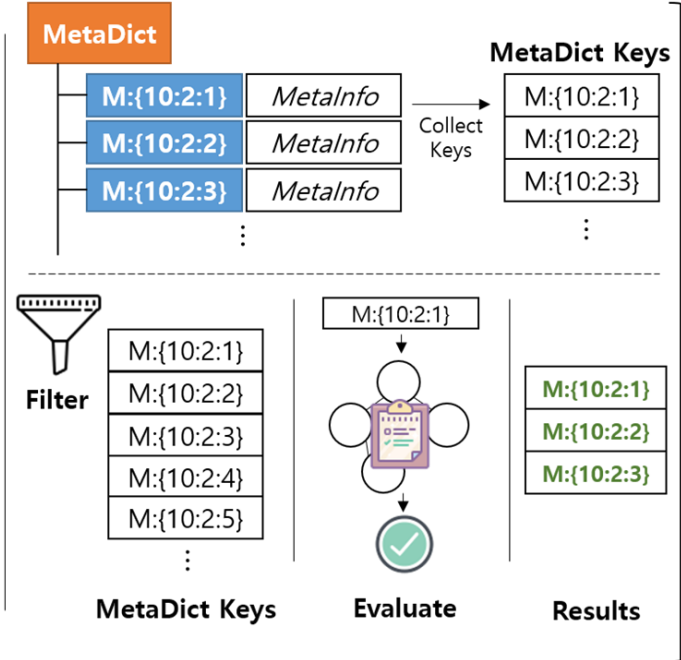 MetaDict
MetaDict Keys
M:{10:2:1} MetaInfo
M:{10:2:2} MetaInfo
M:{10:2:3} MetaInfo
⋮
Collect
Keys
M:{10:2:1}
M:{10:2:2}
M:{10:2:3}
⋮
Filter
M:{10:2:1}
M:{10:2:2}
M:{10:2:3}
M:{10:2:4}
M:{10:2:5}
⋮
MetaDict Keys
M:{10:2:1}
Evaluate
M:{10:2:1}
M:{10:2:2}
M:{10:2:3}
Results